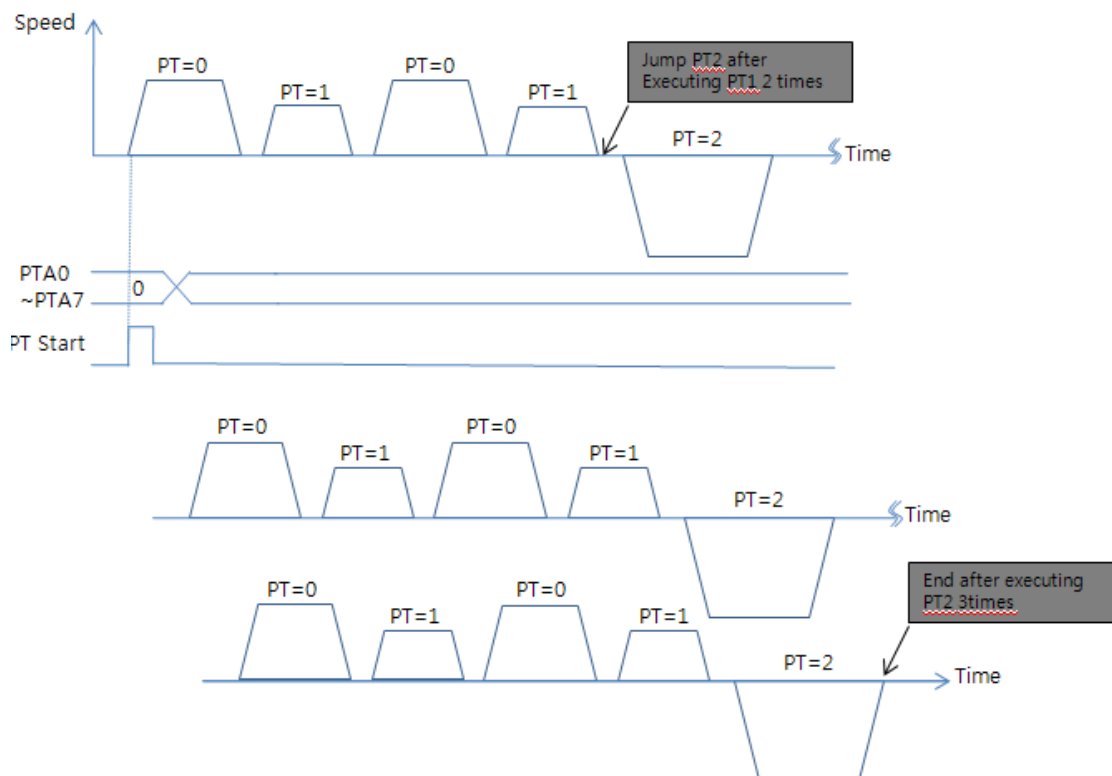 Speed
PT=0
PT=1
PT=0
PT=1
Jump PT2 after
Executing PT1 2 times
PT=2
Time
PTA0
~PTA7
0
PT Start
PT=0
PT=1
PT=0
PT=1
PT=2
Time
PT=0
PT=1
PT=0
PT=1
PT=2
End after executing
PT2 3times
Time